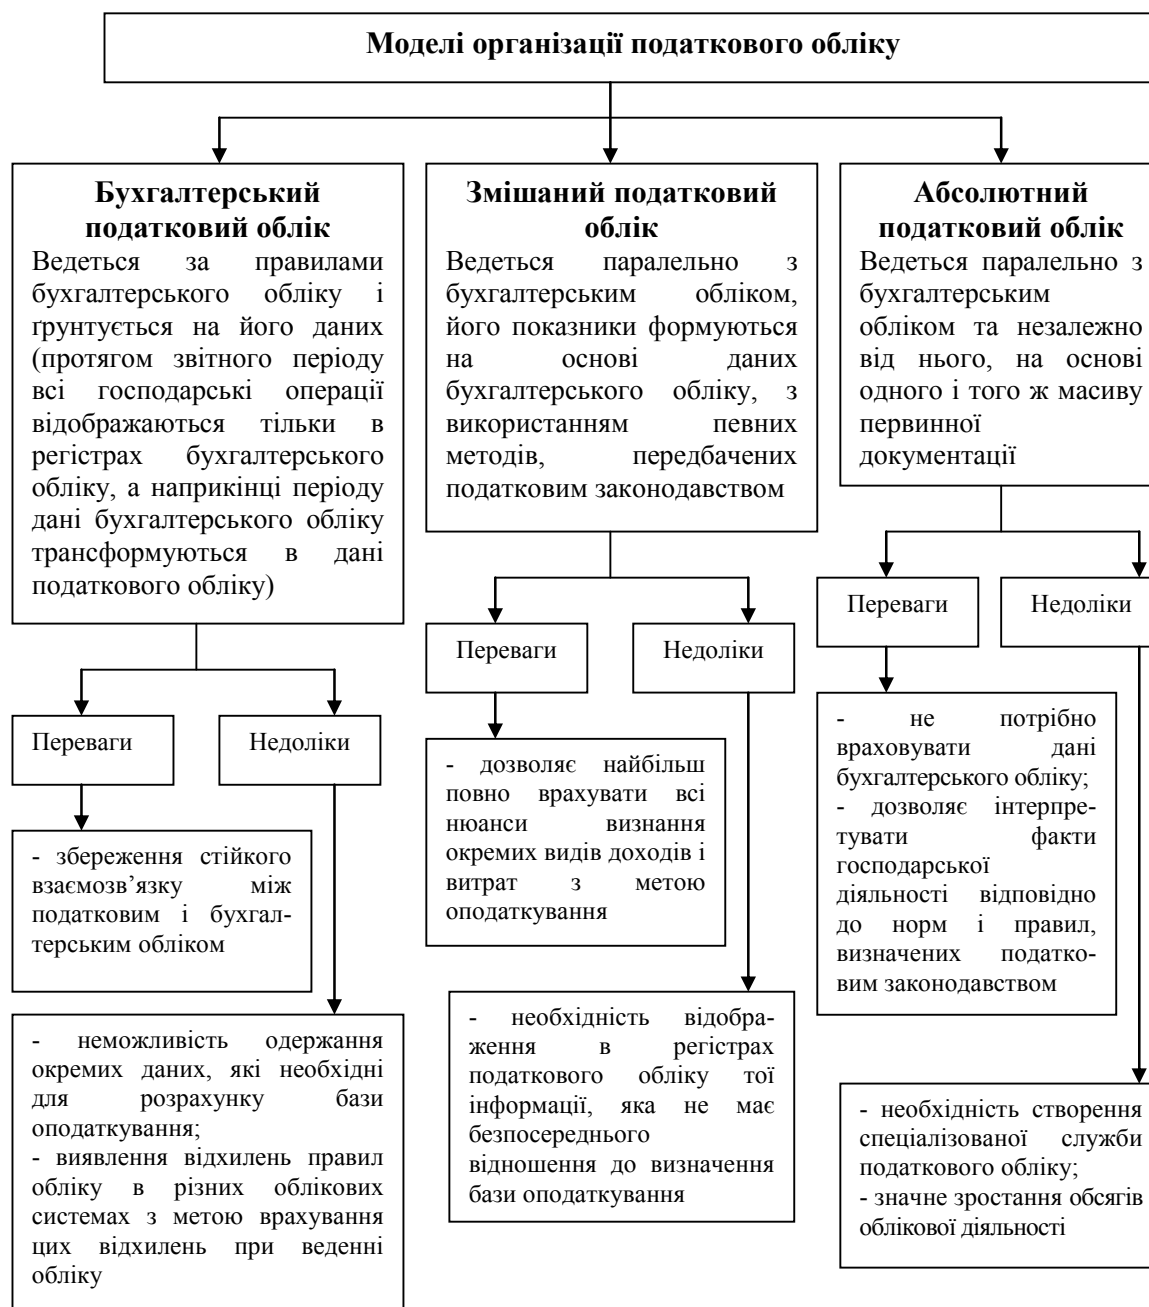 Моделі організації податкового обліку
Бухгалтерський
податковий облік
Ведеться за правилами
бухгалтерського обліку і
ґрунтується на його даних
(протягом звітного періоду
всі господарські операції
відображаються тільки в
регістрах бухгалтерського
обліку, а наприкінці періоду
дані бухгалтерського обліку
трансформуються в дані
податкового обліку)
Переваги
Недоліки
- збереження стійкого
взаємозв’язку між
податковим і бухгал-
терським обліком
- неможливість одержання
окремих даних, які необхідні
для розрахунку бази
оподаткування;
- виявлення відхилень правил
обліку в різних облікових
системах з метою врахування
цих відхилень при веденні
обліку
Змішаний податковий
облік
Ведеться паралельно з
бухгалтерським обліком,
його показники формуються
на основі даних
бухгалтерського обліку, з
використанням певних
методів, передбачених
податковим законодавством
Переваги
Недоліки
- дозволяє найбільш
повно врахувати всі
нюанси визнання
окремих видів доходів і
витрат з метою
оподаткування
- необхідність відобра-
ження в регістрах
податкового обліку тої
інформації, яка не має
безпосереднього
відношення до визначення
бази оподаткування
Абсолютний
податковий облік
Ведеться паралельно з
бухгалтерським
обліком та незалежно
від нього, на основі
одного і того ж масиву
первинної
документації
Переваги
Недоліки
- не потрібно
враховувати дані
бухгалтерського обліку;
- дозволяє інтерпре-
тувати факти
господарської
діяльності відповідно
до норм і правил,
визначених податко-
вим законодавством
- необхідність створення
спеціалізованої служби
податкового обліку;
- значне зростання обсягів
облікової діяльності